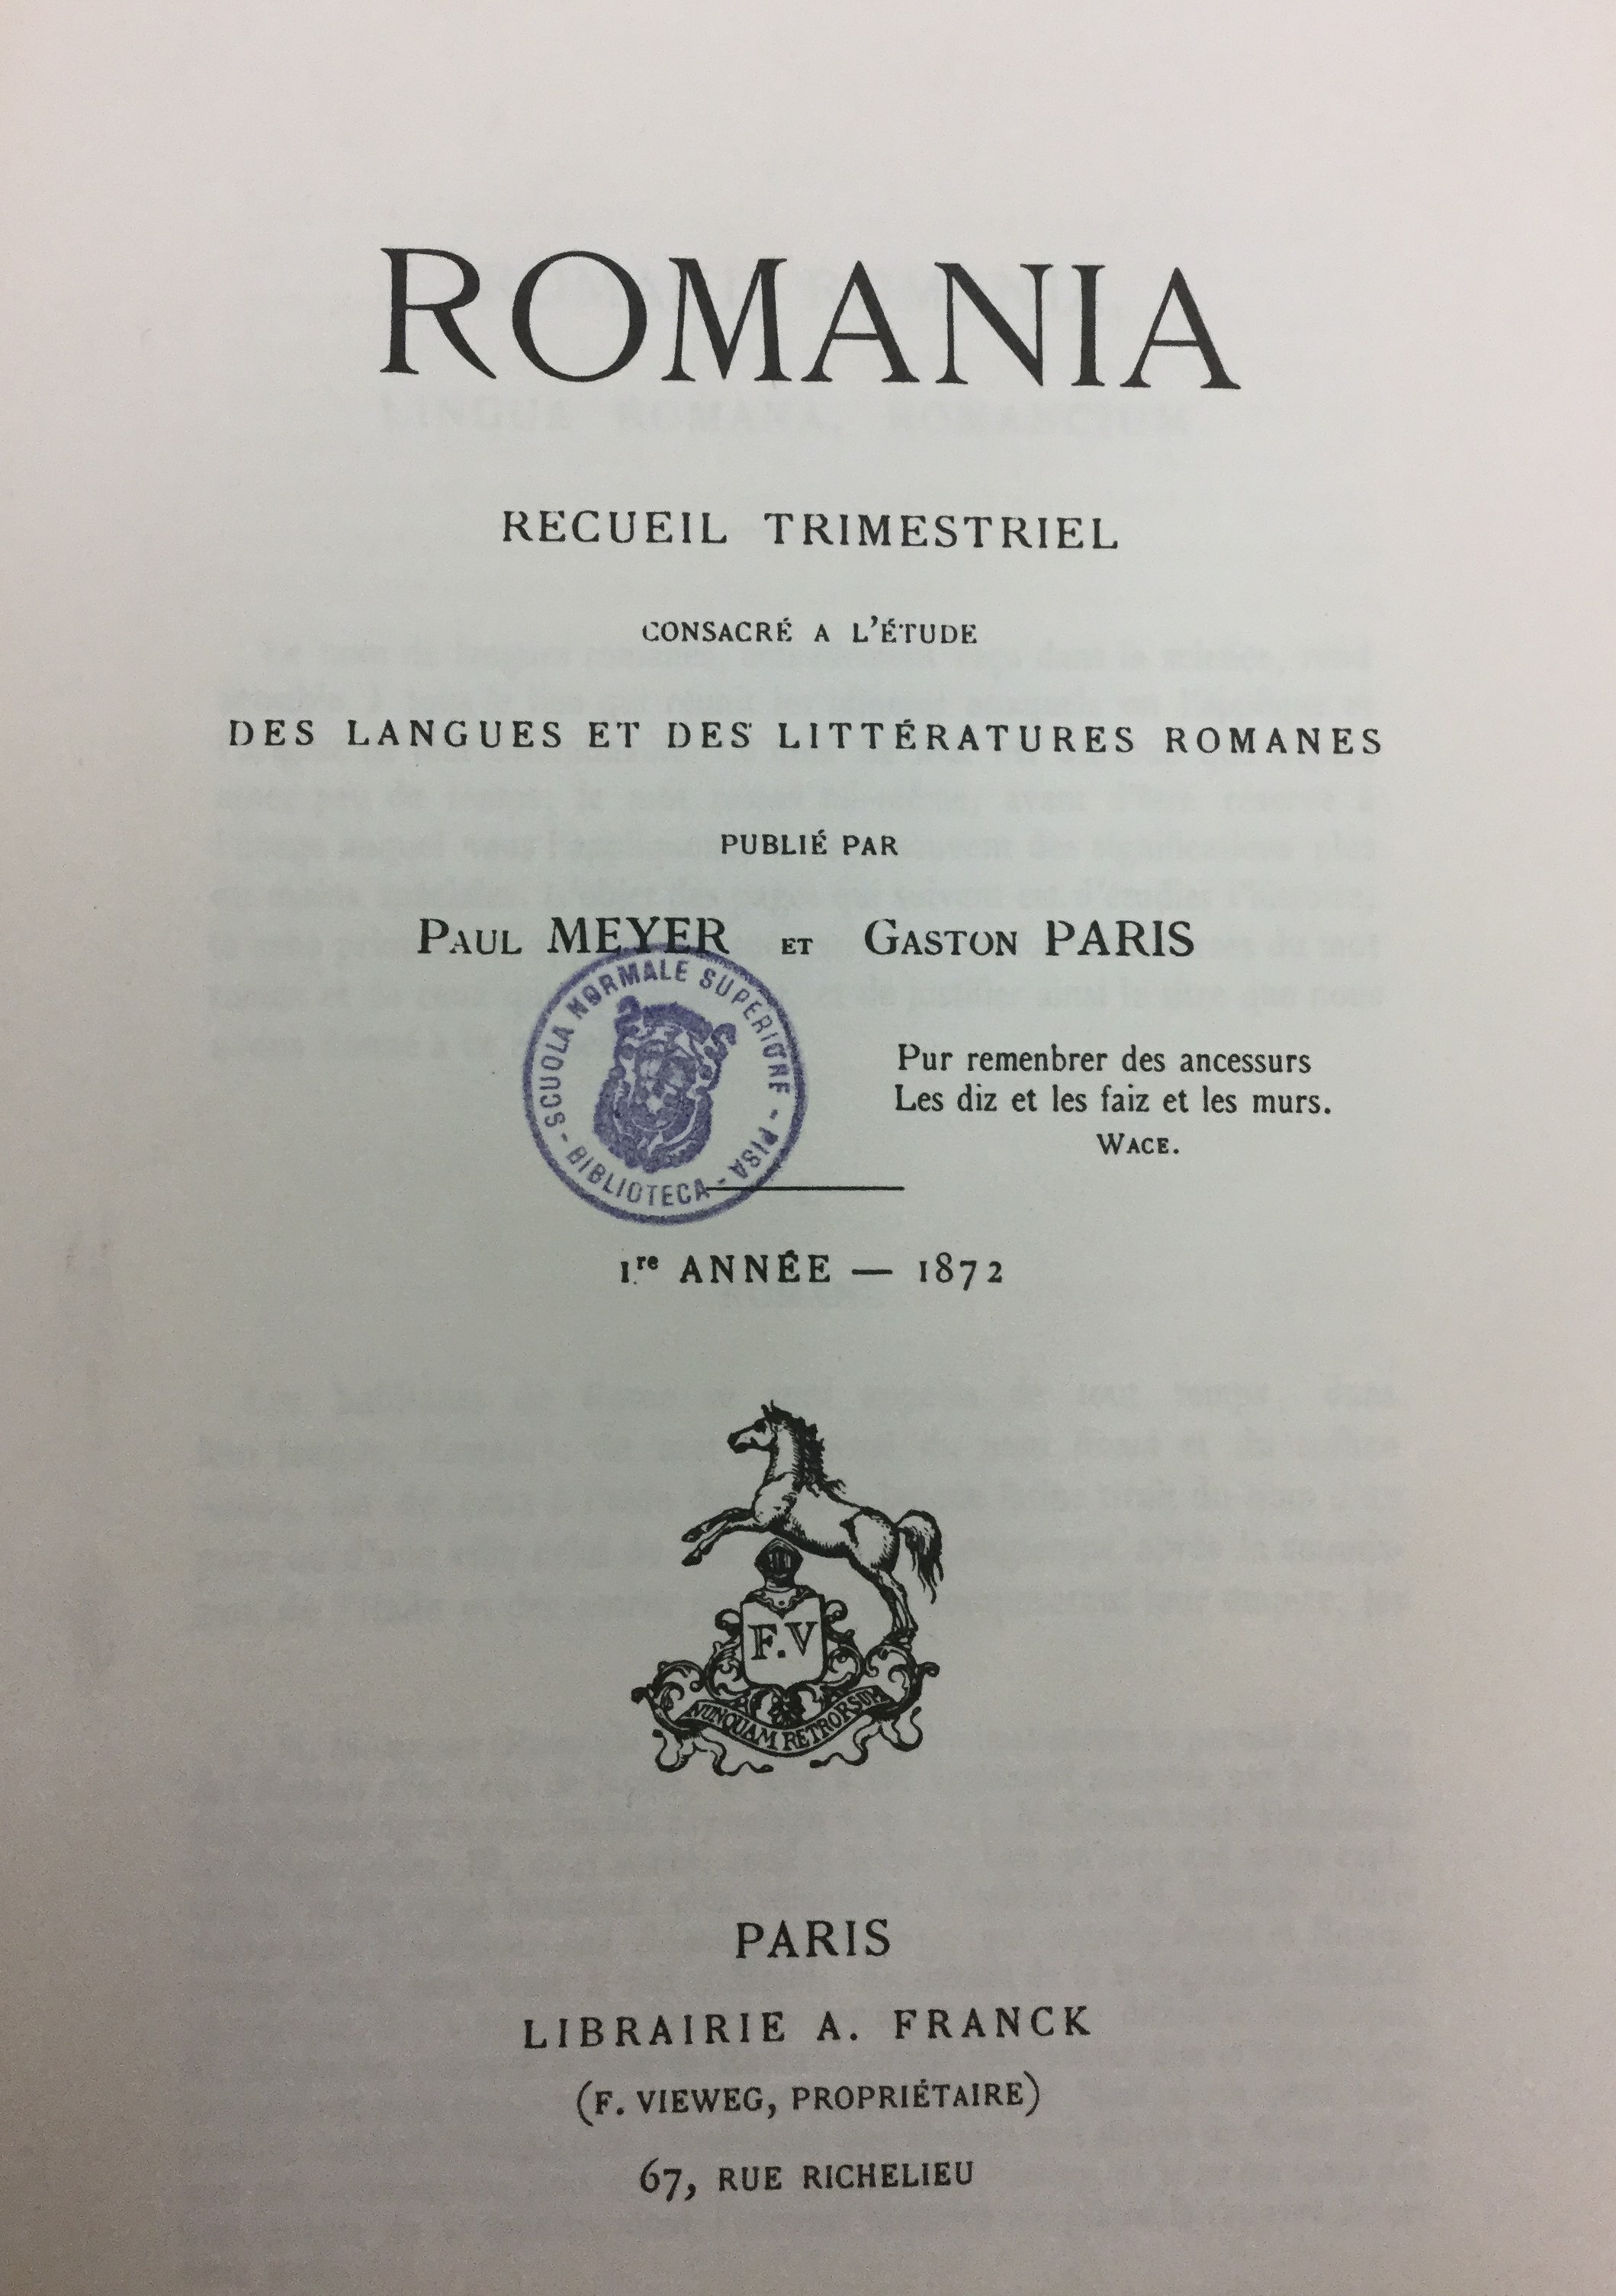 ROMANIA
RECUEIL TRIMESTRIEL
CONSACRÉ A L'ÉTUDE
DES LANGUES ET DES LITTÉRATURES ROMANES
PUBLIÉ PAR
PAUL MEYER ET GASTON PARIS
SCUOLA NORMALE SUPERIORE - PISA - BIBLIOTECA -
Pur remenbrer des ancessurs
Les diz et les faiz et les murs.
WACE.
1re ANNÉE — 1872
F.V
NUNQUAM RETRORSUM
PARIS
LIBRAIRIE A. FRANCK
(F. VIEWEG, PROPRIÉTAIRE)
67, RUE RICHELIEU